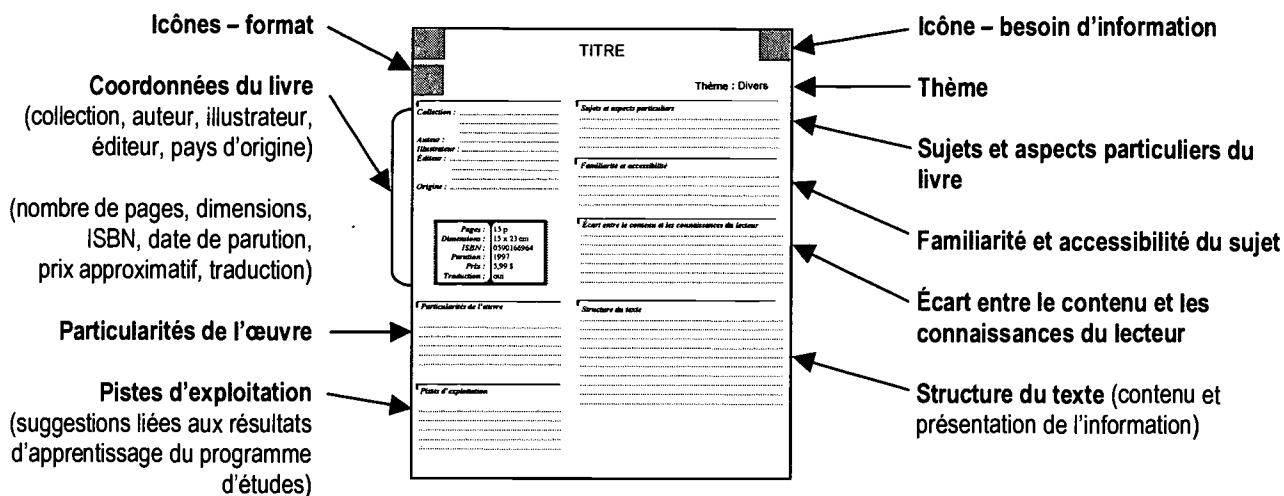 Icônes – format
Coordonnées du livre
(collection, auteur, illustrateur,
éditeur, pays d'origine)
(nombre de pages, dimensions,
ISBN, date de parution,
prix approximatif, traduction)
Particularités de l'œuvre
Pistes d'exploitation
(suggestions liées aux résultats
d'apprentissage du programme
d'études)
TITRE
Thème : Divers
Collection :
Auteur :
Illustrateur :
Éditeur :
Origine :
Pages : 15 p
Dimensions : 15 x 23 cm
ISBN : 0590166964
Parution : 1997
Prix : 5,99 $
Traduction : oui
Particularités de l'œuvre
Pistes d'exploitation
Sujets et aspects particuliers
Familiarité et accessibilité
Écart entre le contenu et les connaissances du lecteur
Structure du texte
Icône – besoin d'information
Thème
Sujets et aspects particuliers du
livre
Familiarité et accessibilité du sujet
Écart entre le contenu et les
connaissances du lecteur
Structure du texte (contenu et
présentation de l'information)